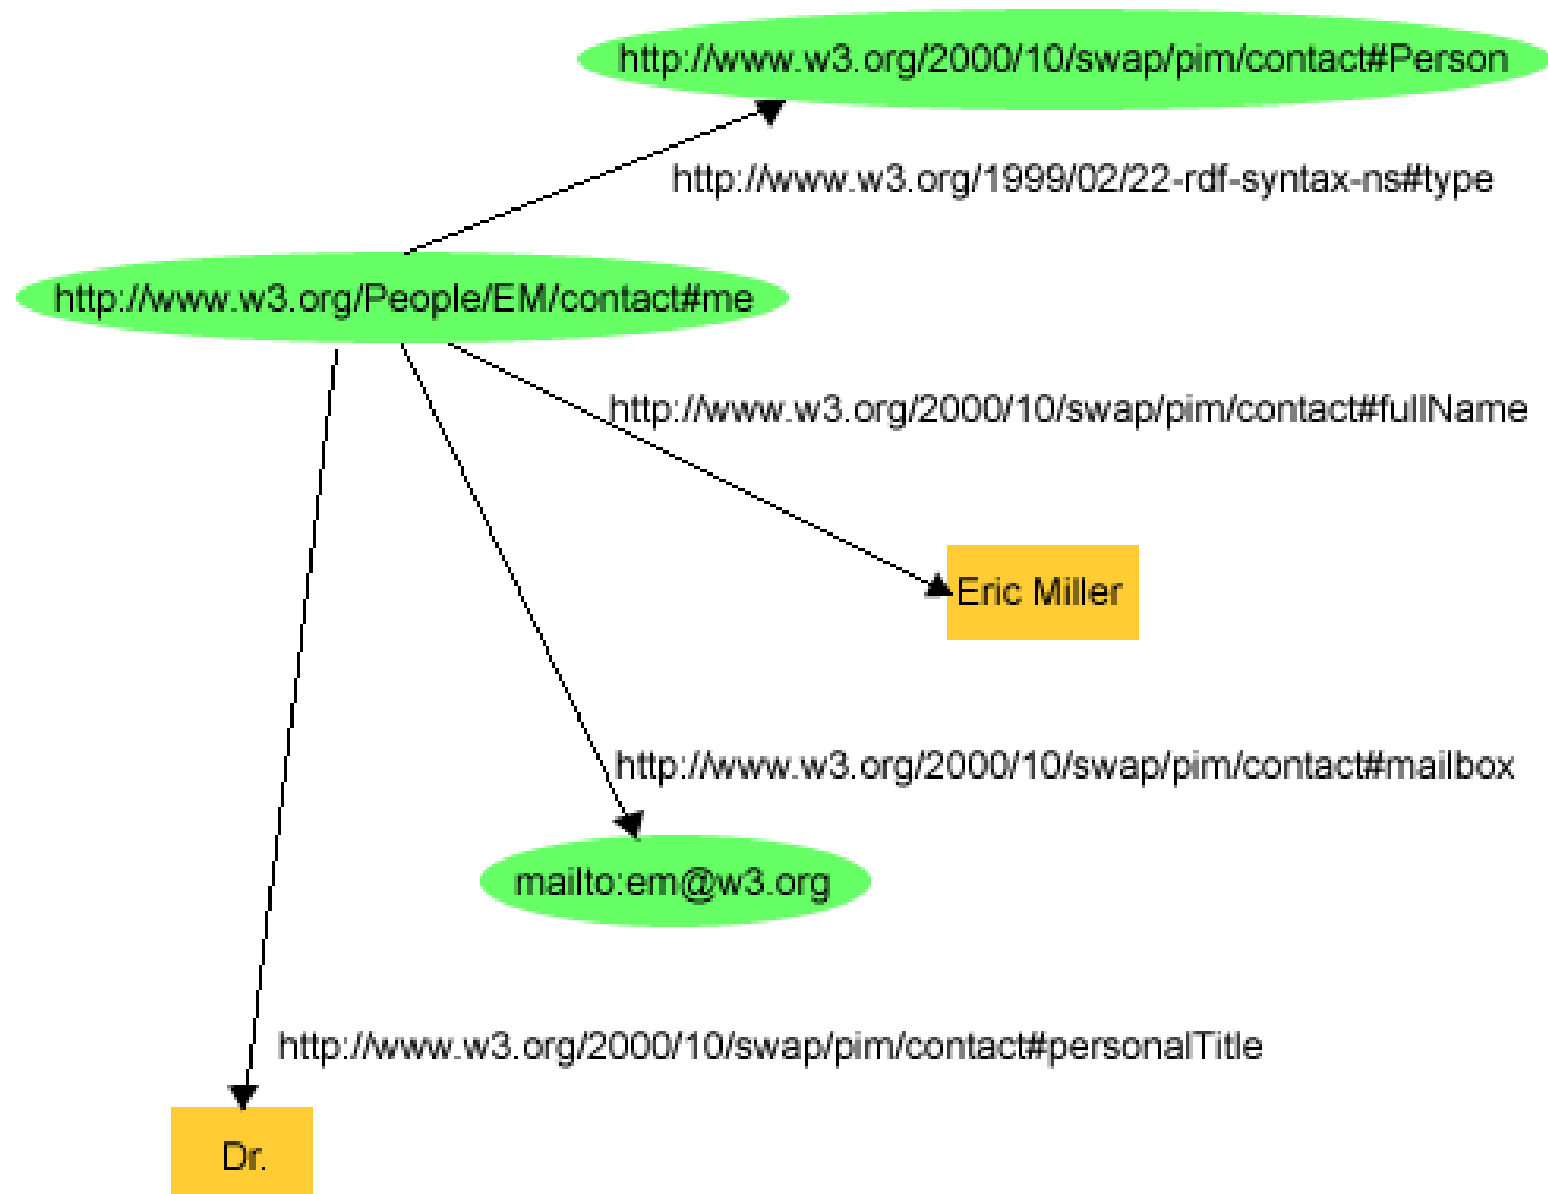 http://www.w3.org/2000/10/swap/pim/contact#Person
http://www.w3.org/1999/02/22-rdf-syntax-ns#type
http://www.w3.org/People/EM/contact#me
http://www.w3.org/2000/10/swap/pim/contact#fullName
Eric Miller
http://www.w3.org/2000/10/swap/pim/contact#mailbox
mailto:em@w3.org
http://www.w3.org/2000/10/swap/pim/contact#personalTitle
Dr.